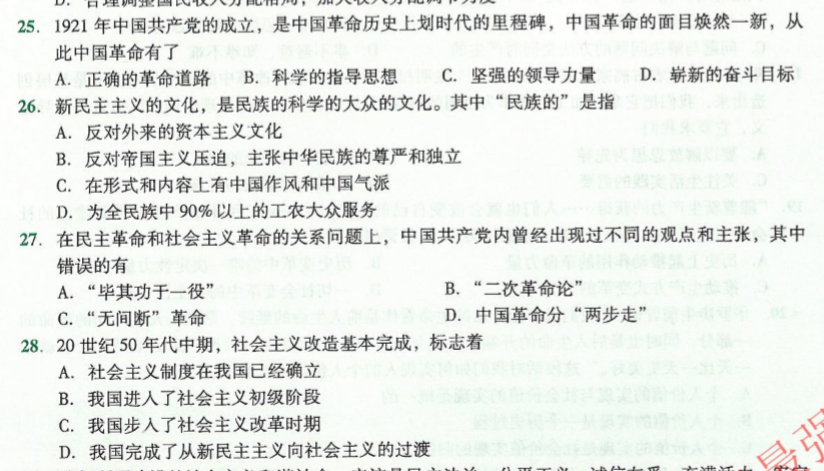 25. 1921 年中国共产党的成立，是中国革命历史上划时代的里程碑，中国革命的面目焕然一新，从
此中国革命有了
A. 正确的革命道路 B. 科学的指导思想 C. 坚强的领导力量 D. 崭新的奋斗目标
26. 新民主主义的文化，是民族的科学的大众的文化。其中“民族的”是指
A. 反对外来的资本主义文化
B. 反对帝国主义压迫，主张中华民族的尊严和独立
C. 在形式和内容上有中国作风和中国气派
D. 为全民族中 90% 以上的工农大众服务
27. 在民主革命和社会主义革命的关系问题上，中国共产党内曾经出现过不同的观点和主张，其中
错误的有
A. “毕其功于一役” B. “二次革命论”
C. “无间断”革命 D. 中国革命分“两步走”
28. 20 世纪 50 年代中期，社会主义改造基本完成，标志着
A. 社会主义制度在我国已经确立
B. 我国进入了社会主义初级阶段
C. 我国步入了社会主义改革时期
D. 我国完成了从新民主主义向社会主义的过渡
最强